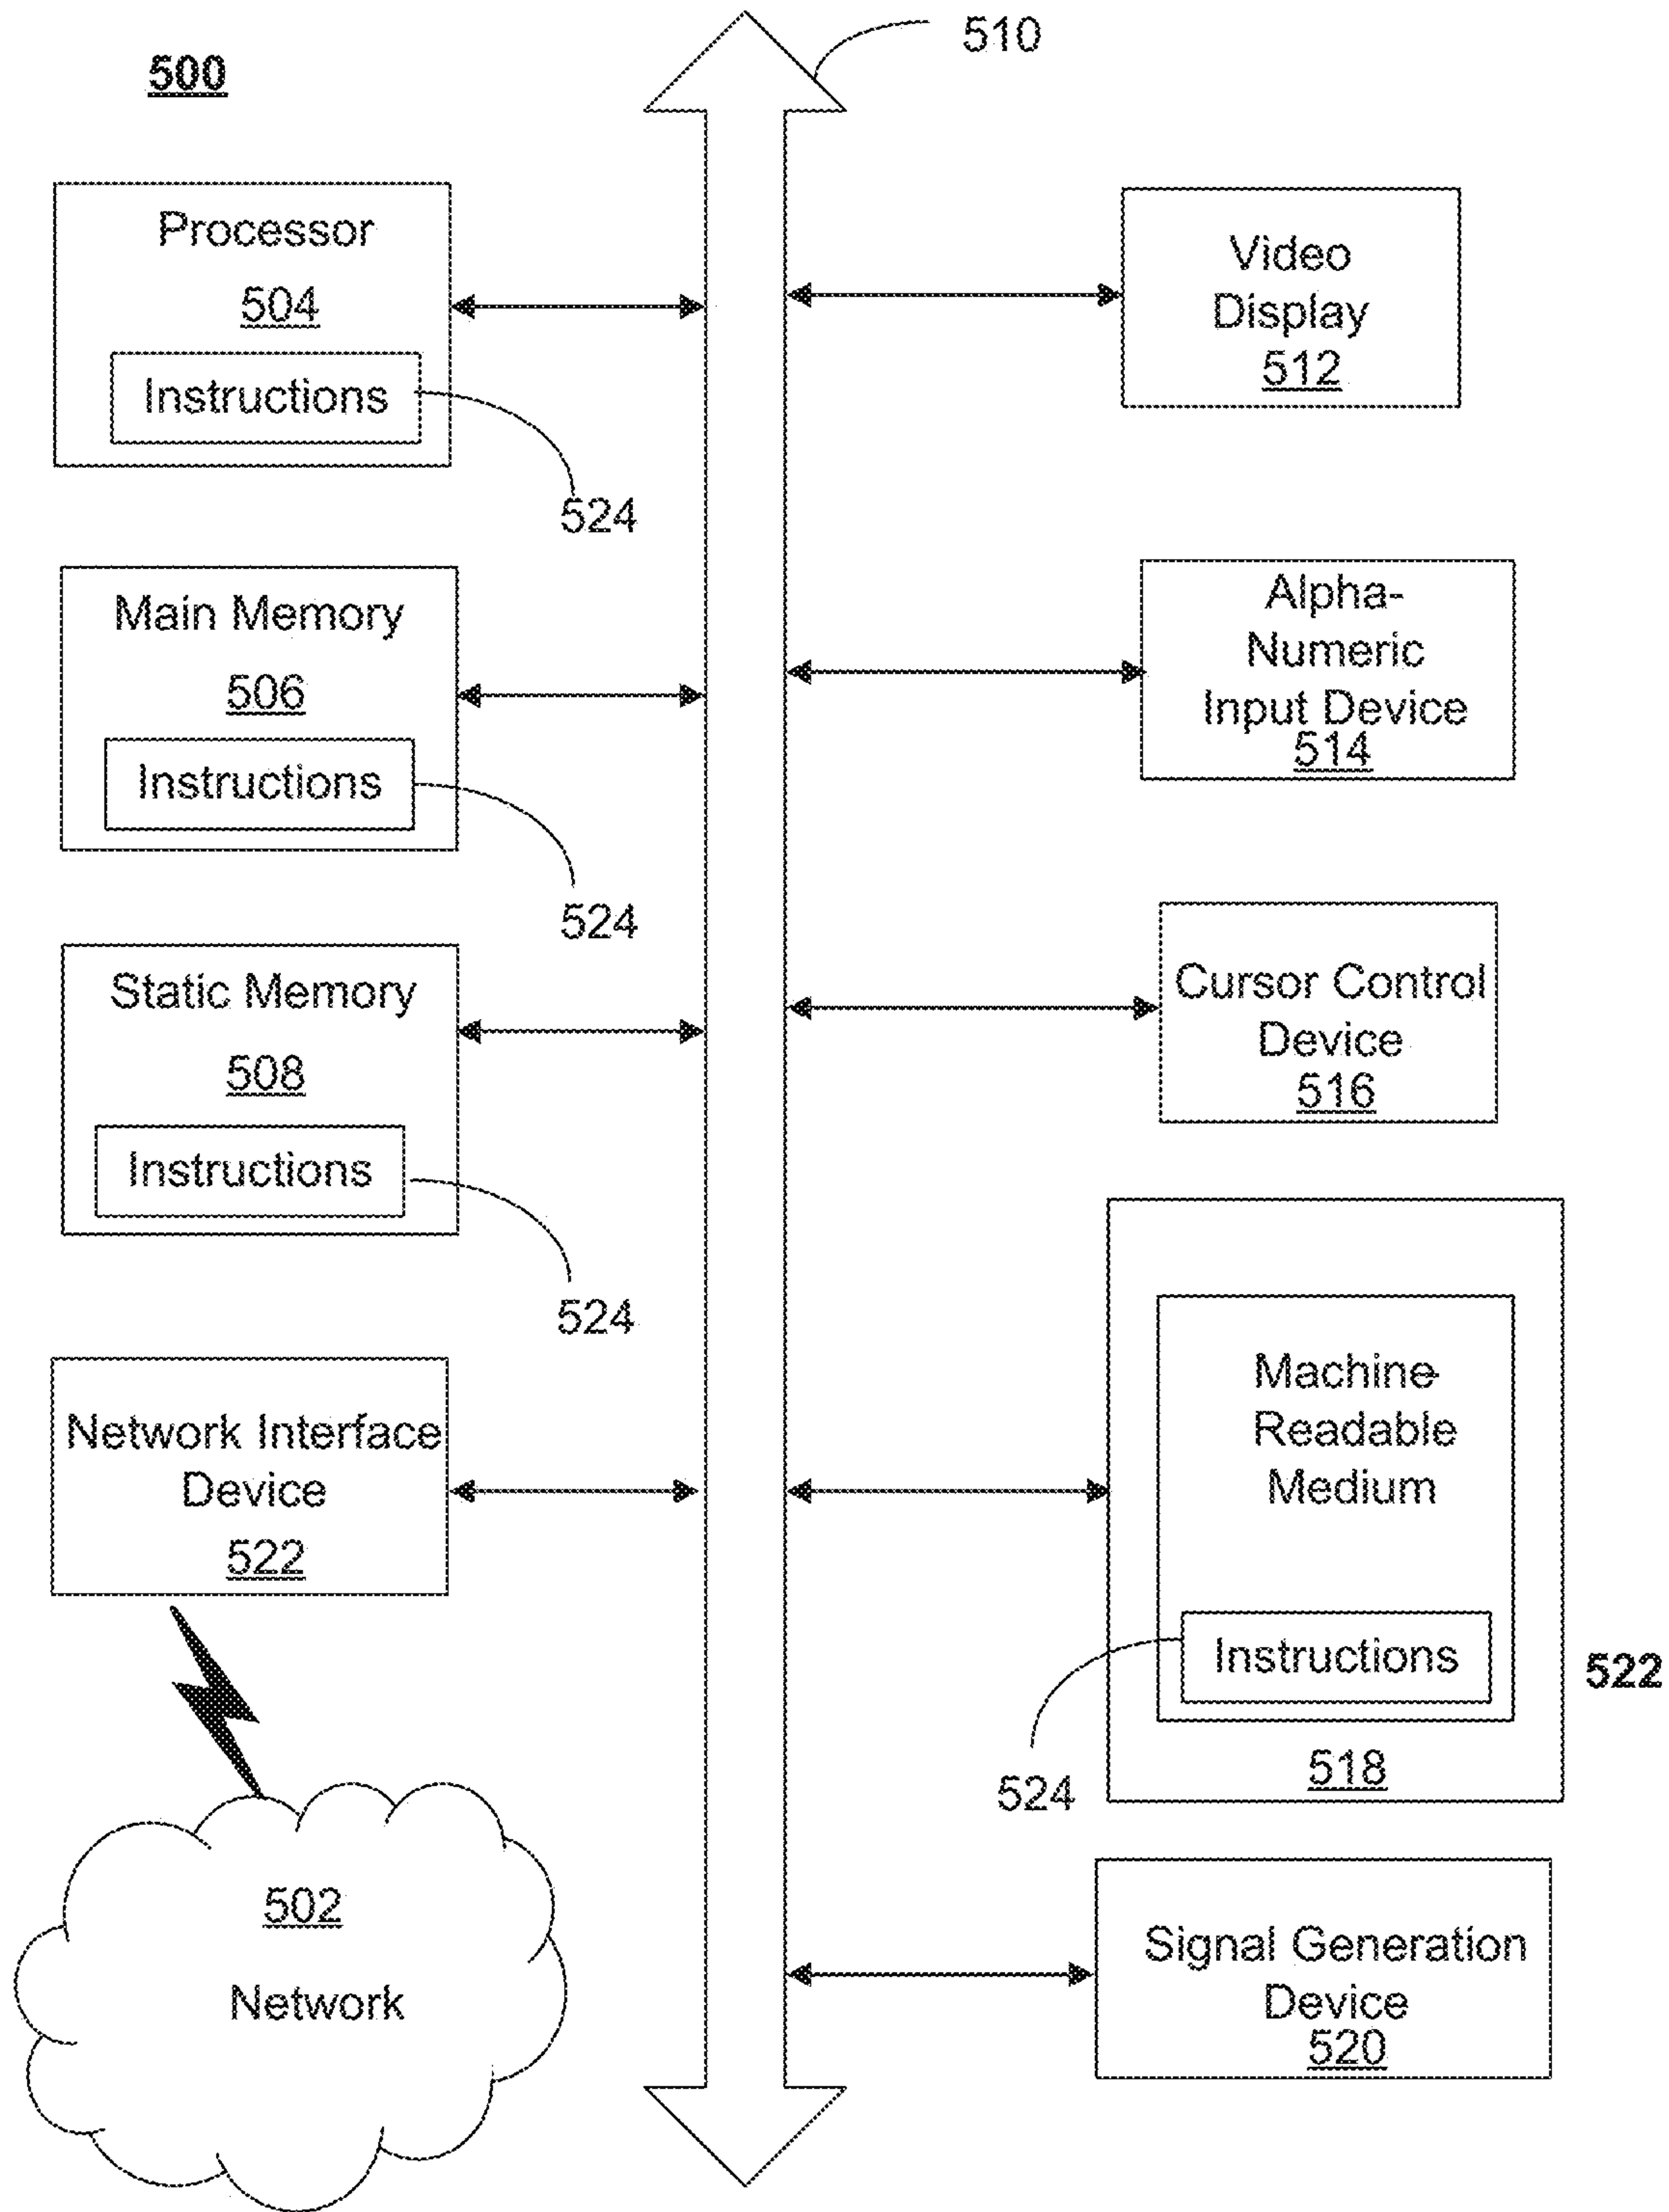 500
510
Processor
504
Instructions
524
Main Memory
506
Instructions
524
Static Memory
508
Instructions
524
Network Interface
Device
522
502
Network
Video
Display
512
Alpha-
Numeric
Input Device
514
Cursor Control
Device
516
Machine-
Readable
Medium
Instructions
524
518
522
Signal Generation
Device
520